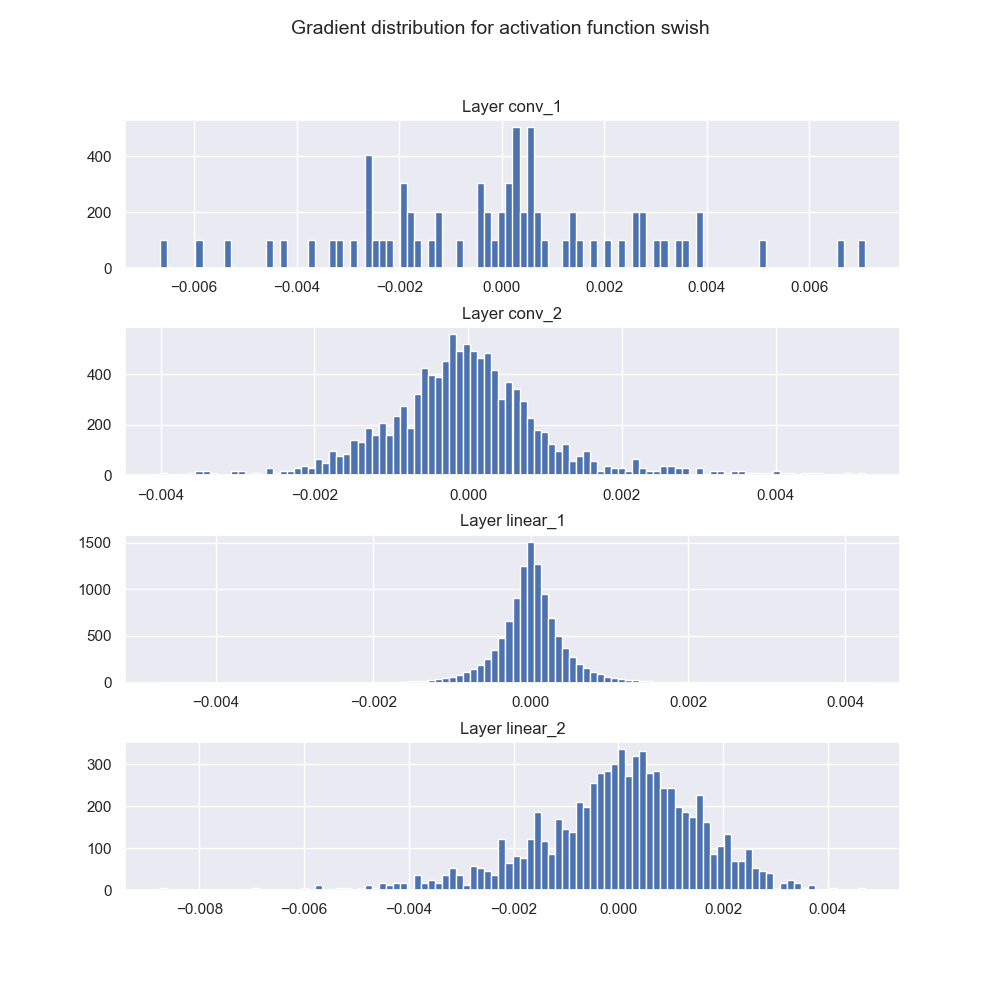 Gradient distribution for activation function swish
Layer conv_1
400
200
0
−0.006 −0.004 −0.002 0.000 0.002 0.004 0.006
Layer conv_2
400
200
0
−0.004 −0.002 0.000 0.002 0.004
Layer linear_1
1500
1000
500
0
−0.004 −0.002 0.000 0.002 0.004
Layer linear_2
300
200
100
0
−0.008 −0.006 −0.004 −0.002 0.000 0.002 0.004